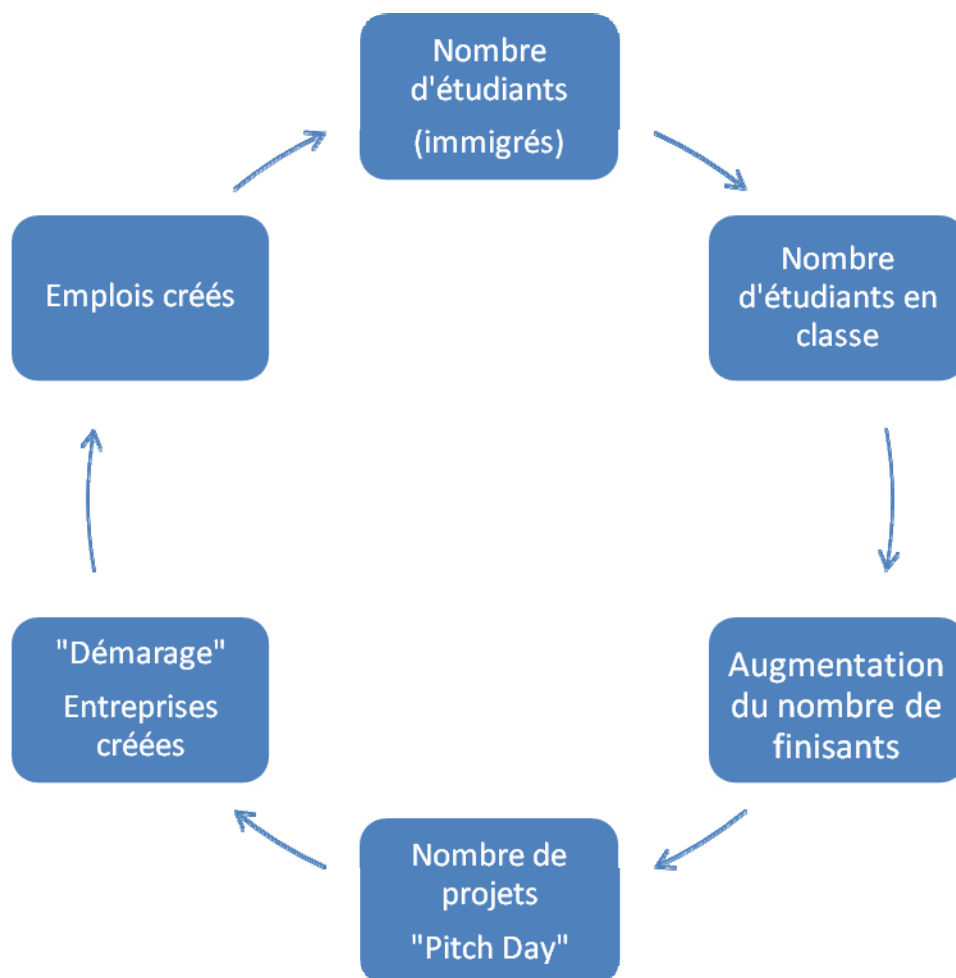 Nombre
d'étudiants
(immigrés)
Nombre
d'étudiants en
classe
Augmentation
du nombre de
finisants
Nombre de
projets
"Pitch Day"
"Démarage"
Entreprises
créées
Emplois créés